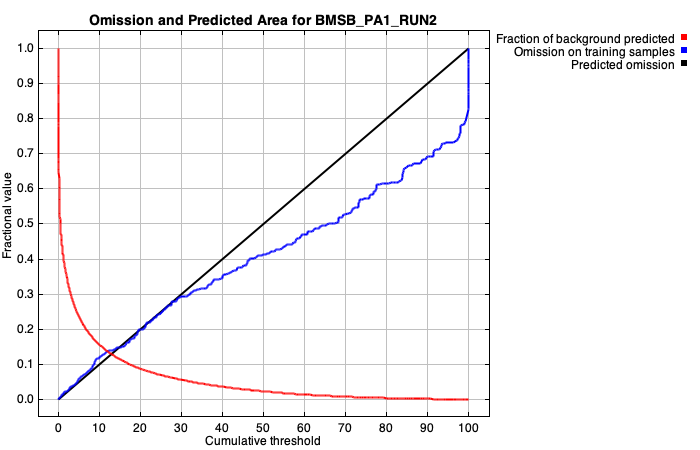 Omission and Predicted Area for BMSB_PA1_RUN2
Fraction of background predicted
Omission on training samples
Predicted omission
1.0
0.9
0.8
0.7
0.6
0.5
0.4
0.3
0.2
0.1
0.0
Fractional value
0 10 20 30 40 50 60 70 80 90 100
Cumulative threshold